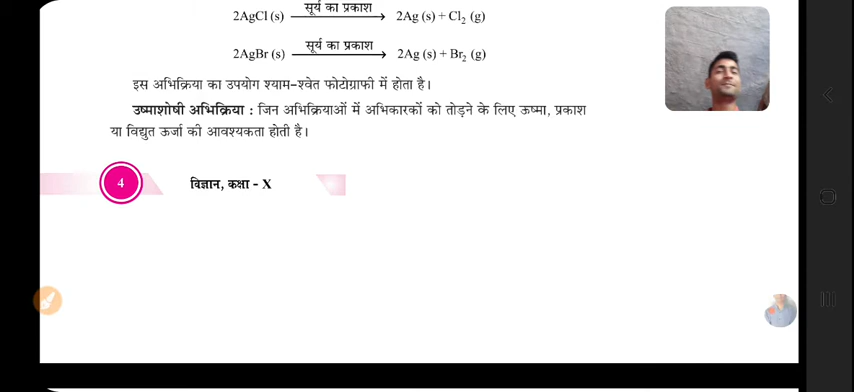 सूर्य का प्रकाश
2AgCl (s) ⟶ 2Ag (s) + Cl₂ (g)
सूर्य का प्रकाश
2AgBr (s) ⟶ 2Ag (s) + Br₂ (g)
इस अभिक्रिया का उपयोग श्याम-श्वेत फोटोग्राफी में होता है।
उष्माशोषी अभिक्रिया : जिन अभिक्रियाओं में अभिकारकों को तोड़ने के लिए ऊष्मा, प्रकाश
या विद्युत ऊर्जा की आवश्यकता होती है।
4 विज्ञान, कक्षा - X